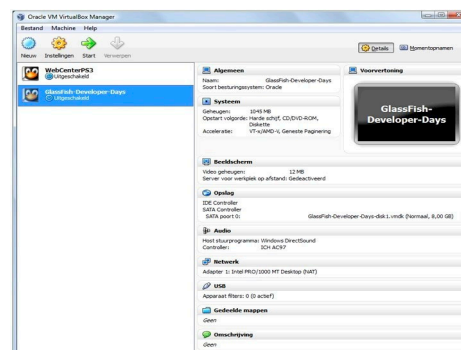 Oracle VM VirtualBox Manager
Bestand Machine Help
Nieuw Instellingen Start Verwerpen
Details Momentopnamen
WebCenterPS3
Uitgeschakeld
GlassFish-Developer-Days
Uitgeschakeld
Algemeen
Naam: GlassFish-Developer-Days
Soort besturingssysteem: Oracle
Systeem
Geheugen: 1045 MB
Opstart volgorde: Harde schijf, CD/DVD-ROM,
Diskette
Acceleratie: VT-x/AMD-V, Geneste Paginering
Voorvertoning
GlassFish-
Developer-Days
Beeldscherm
Video geheugen: 12 MB
Server voor werkplek op afstand: Gedeactiveerd
Opslag
IDE Controller
SATA Controller
SATA poort 0: GlassFish-Developer-Days-disk1.vmdk (Normaal, 8,00 GB)
Audio
Host stuurprogramma: Windows DirectSound
Controller: ICH AC97
Netwerk
Adapter 1: Intel PRO/1000 MT Desktop (NAT)
USB
Apparaat filters: 0 (0 actief)
Gedeelde mappen
Geen
Omschrijving
Geen